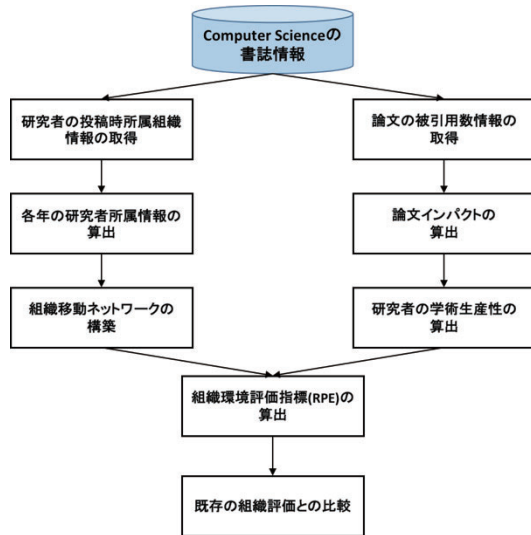 Computer Scienceの
書誌情報
研究者の投稿時所属組織
情報の取得
論文の被引用数情報の
取得
各年の研究者所属情報の
算出
論文インパクトの
算出
組織移動ネットワークの
構築
研究者の学術生産性の
算出
組織環境評価指標(RPE)の
算出
既存の組織評価との比較